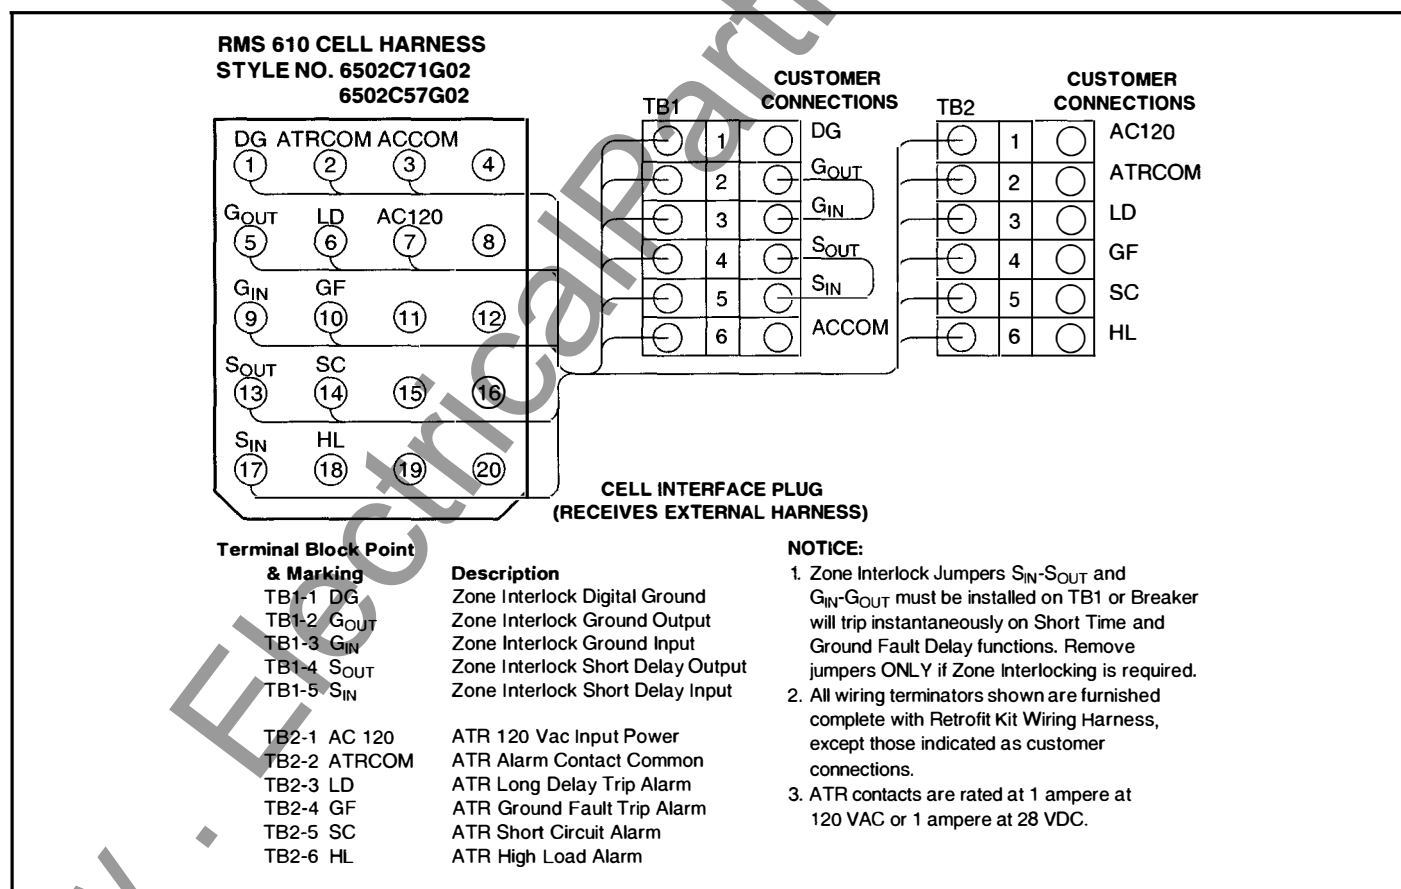 RMS 610 CELL HARNESS
STYLE NO. 6502C71G02
6502C57G02
DG ATRCOM ACCOM
1 2 3 4
GOUT LD AC120
5 6 7 8
GIN GF
9 10 11 12
SOUT SC
13 14 15 16
SIN HL
17 18 19 20
TB1
CUSTOMER
CONNECTIONS
1 DG
2 GOUT
3 GIN
4 SOUT
5 SIN
6 ACCOM
TB2
CUSTOMER
CONNECTIONS
1 AC120
2 ATRCOM
3 LD
4 GF
5 SC
6 HL
CELL INTERFACE PLUG
(RECEIVES EXTERNAL HARNESS)
Terminal Block Point
& Marking Description
TB1-1 DG Zone Interlock Digital Ground
TB1-2 GOUT Zone Interlock Ground Output
TB1-3 GIN Zone Interlock Ground Input
TB1-4 SOUT Zone Interlock Short Delay Output
TB1-5 SIN Zone Interlock Short Delay Input
TB2-1 AC 120 ATR 120 Vac Input Power
TB2-2 ATRCOM ATR Alarm Contact Common
TB2-3 LD ATR Long Delay Trip Alarm
TB2-4 GF ATR Ground Fault Trip Alarm
TB2-5 SC ATR Short Circuit Alarm
TB2-6 HL ATR High Load Alarm
NOTICE:
1. Zone Interlock Jumpers SIN-SOUT and
GIN-GOUT must be installed on TB1 or Breaker
will trip instantaneously on Short Time and
Ground Fault Delay functions. Remove
jumpers ONLY if Zone Interlocking is required.
2. All wiring terminators shown are furnished
complete with Retrofit Kit Wiring Harness,
except those indicated as customer
connections.
3. ATR contacts are rated at 1 ampere at
120 VAC or 1 ampere at 28 VDC.